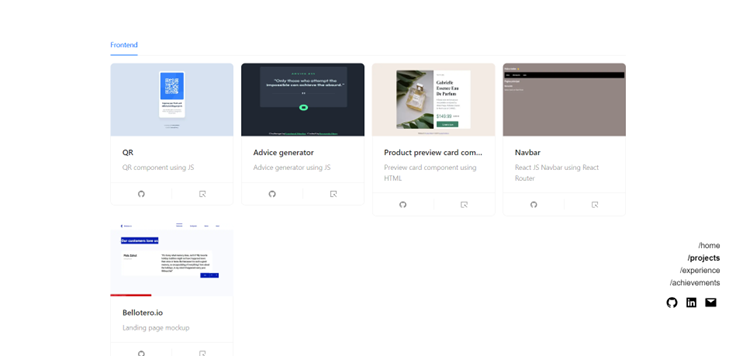 Frontend
Gabrielle
Essence Eau
De Parfum
$149.99
"Only those who attempt the
impossible can achieve the absurd."
QR
QR component using JS
Advice generator
Advice generator using JS
Product preview card com...
Preview card component using
HTML
Navbar
React JS Navbar using React
Router
Our customers love us
/home
/projects
/experience
/achievements
Bellotero.io
Landing page mockup